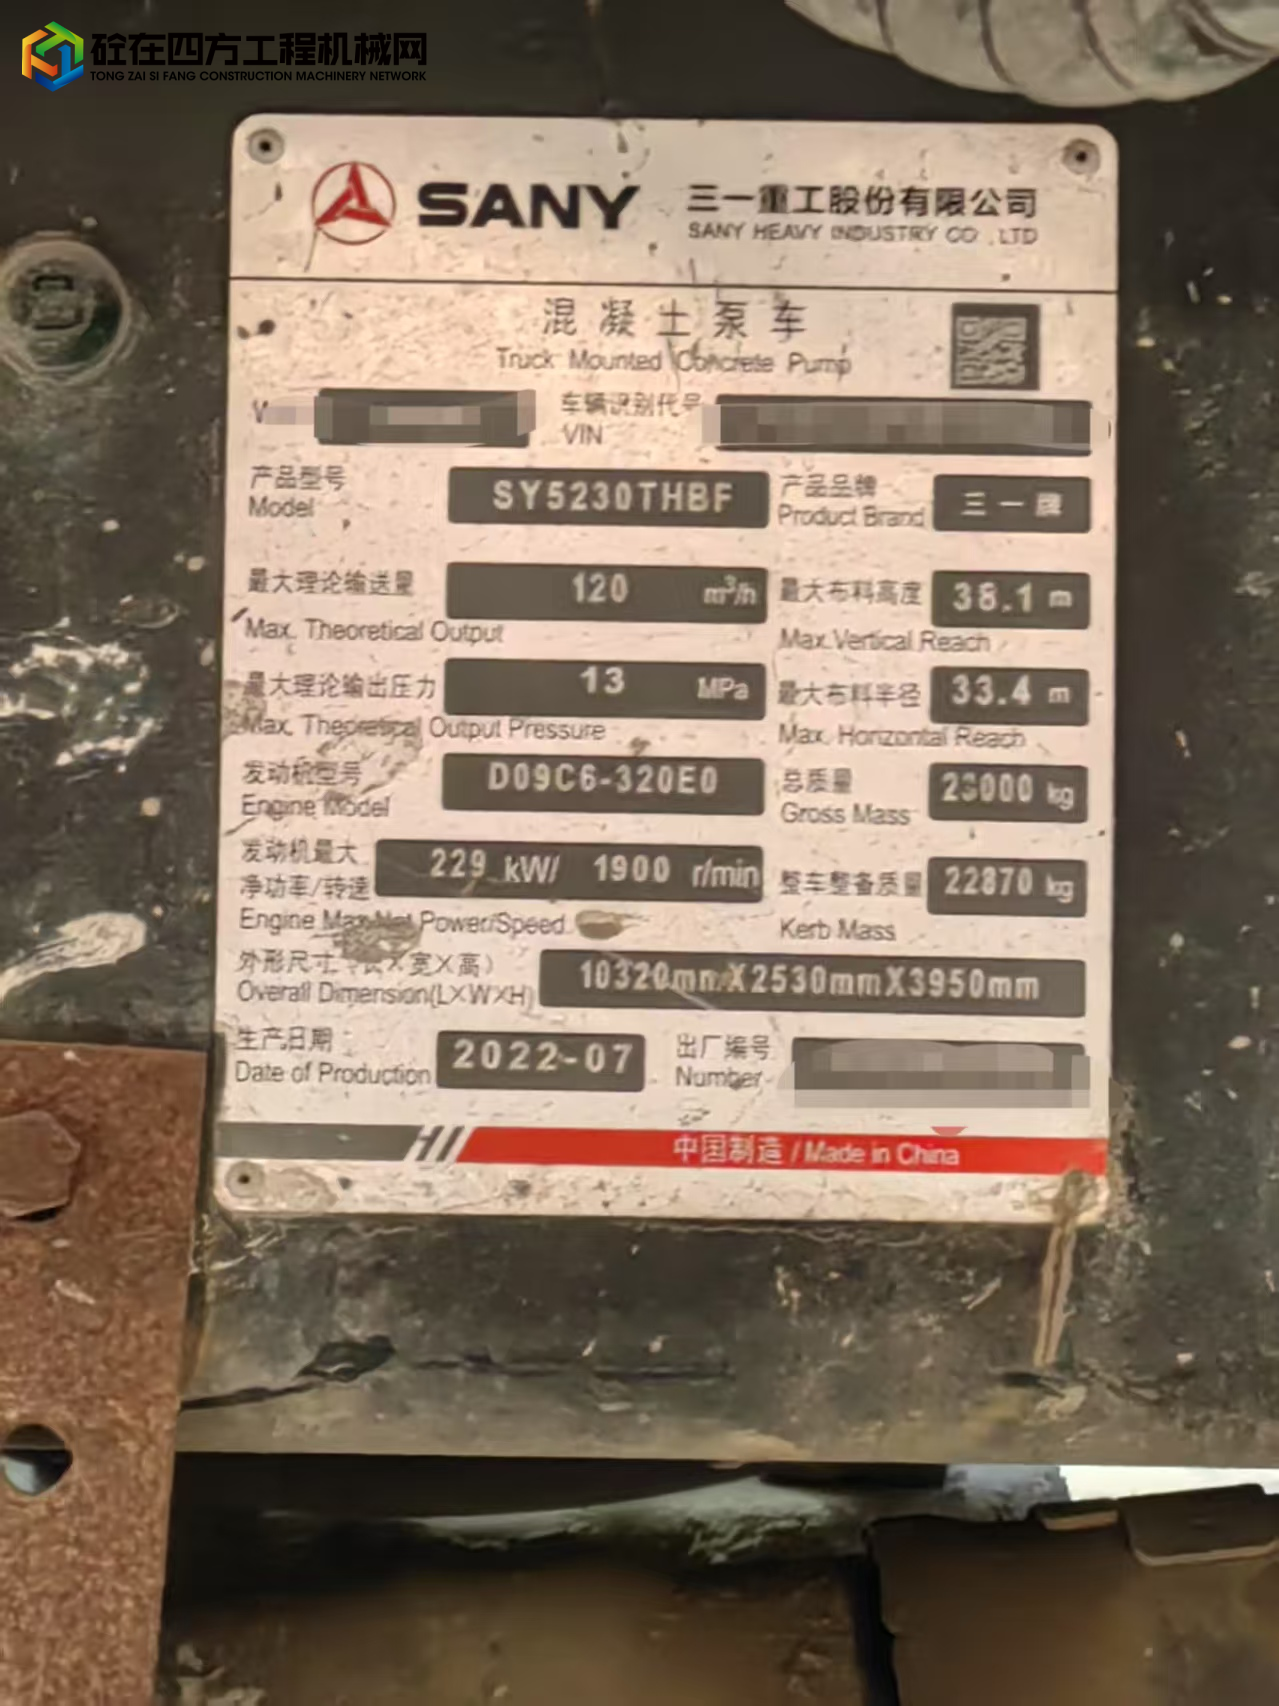 砼在四方工程机械网
TONG ZAI SI FANG CONSTRUCTION MACHINERY NETWORK
SANY 三一重工股份有限公司
SANY HEAVY INDUSTRY CO .,LTD
混凝土泵车
Truck Mounted Concrete Pump
车辆识别代号
VIN
产品型号 SY5230THBF 产品品牌 三一牌
Model Product Brand
最大理论输送量 120 m³/h 最大布料高度 38.1 m
Max. Theoretical Output Max.Vertical Reach
最大理论输出压力 13 MPa 最大布料半径 33.4 m
Max. Theoretical Output Pressure Max. Horizontal Reach
发动机型号 D09C6-320E0 总质量 23000 kg
Engine Model Gross Mass
发动机最大 229 kW/ 1900 r/min
净功率/转速 整车整备质量 22870 kg
Engine Max.Net Power/Speed Kerb Mass
外形尺寸（长×宽×高） 10320mmX2530mmX3950mm
Overall Dimension(L×W×H)
生产日期 2022-07 出厂编号
Date of Production Number
中国制造 / Made in China